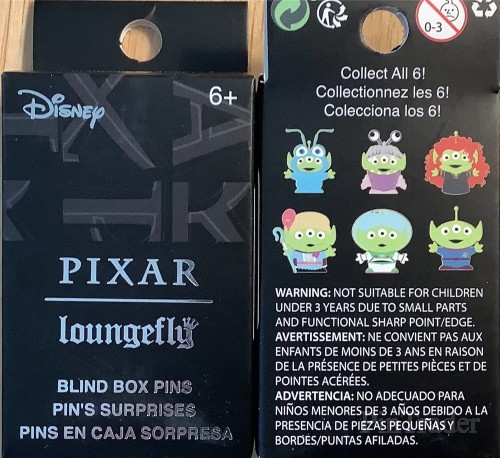 Disney
6+
PIXAR
loungefly
BLIND BOX PINS
PIN'S SURPRISES
PINS EN CAJA SORPRESA
0-3
Collect All 6!
Collectionnez les 6!
Colecciona los 6!
WARNING: NOT SUITABLE FOR CHILDREN
UNDER 3 YEARS DUE TO SMALL PARTS
AND FUNCTIONAL SHARP POINT/EDGE.
AVERTISSEMENT: NE CONVIENT PAS AUX
ENFANTS DE MOINS DE 3 ANS EN RAISON
DE LA PRÉSENCE DE PETITES PIÈCES ET DE
POINTES ACÉRÉES.
ADVERTENCIA: NO ADECUADO PARA
NIÑOS MENORES DE 3 AÑOS DEBIDO A LA
PRESENCIA DE PIEZAS PEQUEÑAS Y
BORDES/PUNTAS AFILADAS.